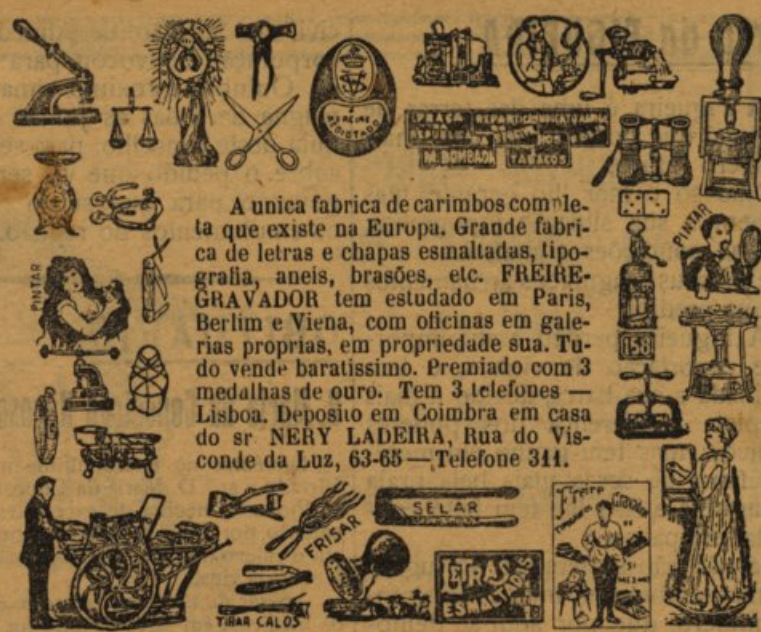 FREIRE
PRAÇA
REPUBLICA
M. BOMBAÇA
TABACOS
PINTAR
A unica fabrica de carimbos comple-
ta que existe na Europa. Grande fabri-
ca de letras e chapas esmaltadas, tipo-
grafia, aneis, brasões, etc. FREIRE-
GRAVADOR tem estudado em Paris,
Berlim e Viena, com oficinas em gale-
rias proprias, em propriedade sua. Tu-
do vende baratissimo. Premiado com 3
medalhas de ouro. Tem 3 telefones —
Lisboa. Deposito em Coimbra em casa
do sr NERY LADEIRA, Rua do Vis-
conde da Luz, 63-65 — Telefone 311.
PINTAR
158
SELAR
FRISAR
TIRAR CALOS
LETRAS
ESMALTADAS
Freire
Gravador